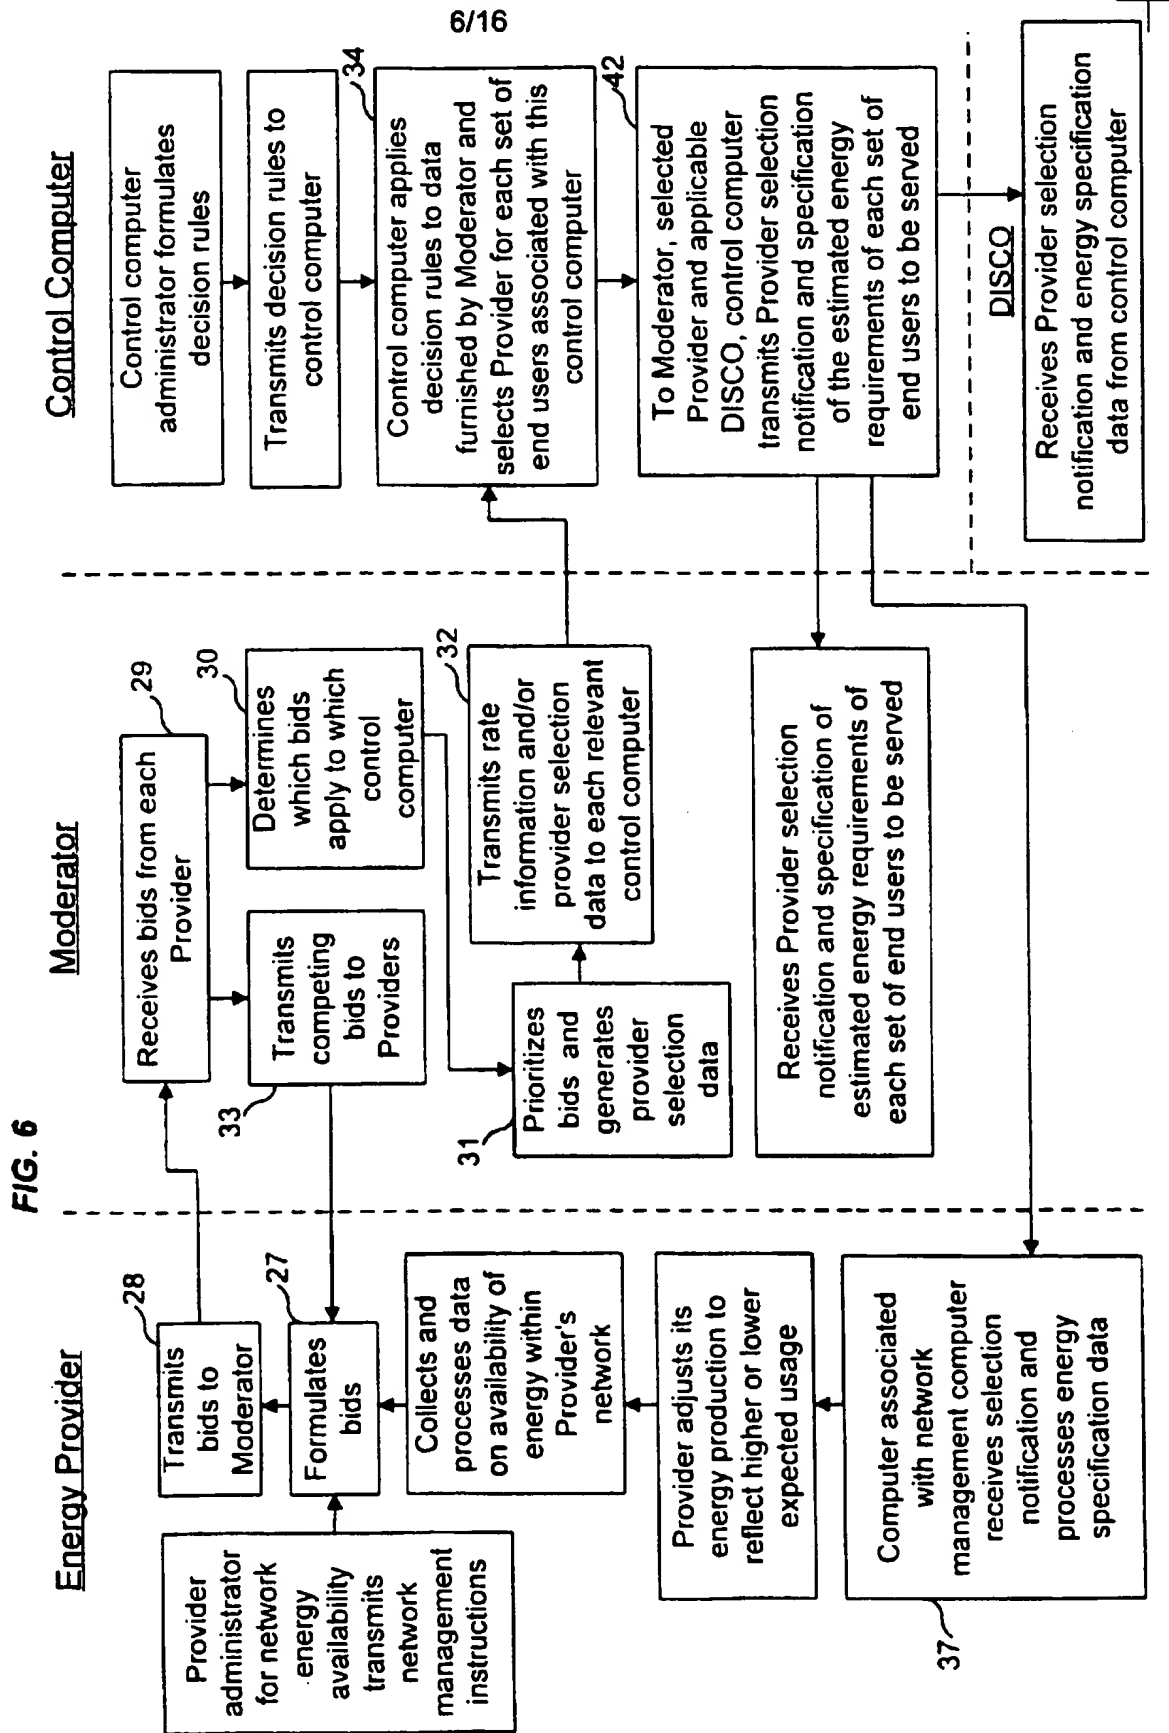 6/16
FIG. 6
Energy Provider
Provider
administrator
for network
energy
availability
transmits
network
management
instructions
28
Transmits
bids to
Moderator
27
Formulates
bids
Collects and
processes data
on availability of
energy within
Provider's
network
Provider adjusts its
energy production to
reflect higher or lower
expected usage
37
Computer associated
with network
management computer
receives selection
notification and
processes energy
specification data
Moderator
29
Receives bids from each
Provider
33
Transmits
competing
bids to
Providers
30
Determines
which bids
apply to which
control
computer
31
Prioritizes
bids and
generates
provider
selection
data
32
Transmits rate
information and/or
provider selection
data to each relevant
control computer
Receives Provider selection
notification and specification of
estimated energy requirements of
each set of end users to be served
Control Computer
Control computer
administrator formulates
decision rules
Transmits decision rules to
control computer
34
Control computer applies
decision rules to data
furnished by Moderator and
selects Provider for each set of
end users associated with this
control computer
42
To Moderator, selected
Provider and applicable
DISCO, control computer
transmits Provider selection
notification and specification
of the estimated energy
requirements of each set of
end users to be served
DISCO
Receives Provider selection
notification and energy specification
data from control computer